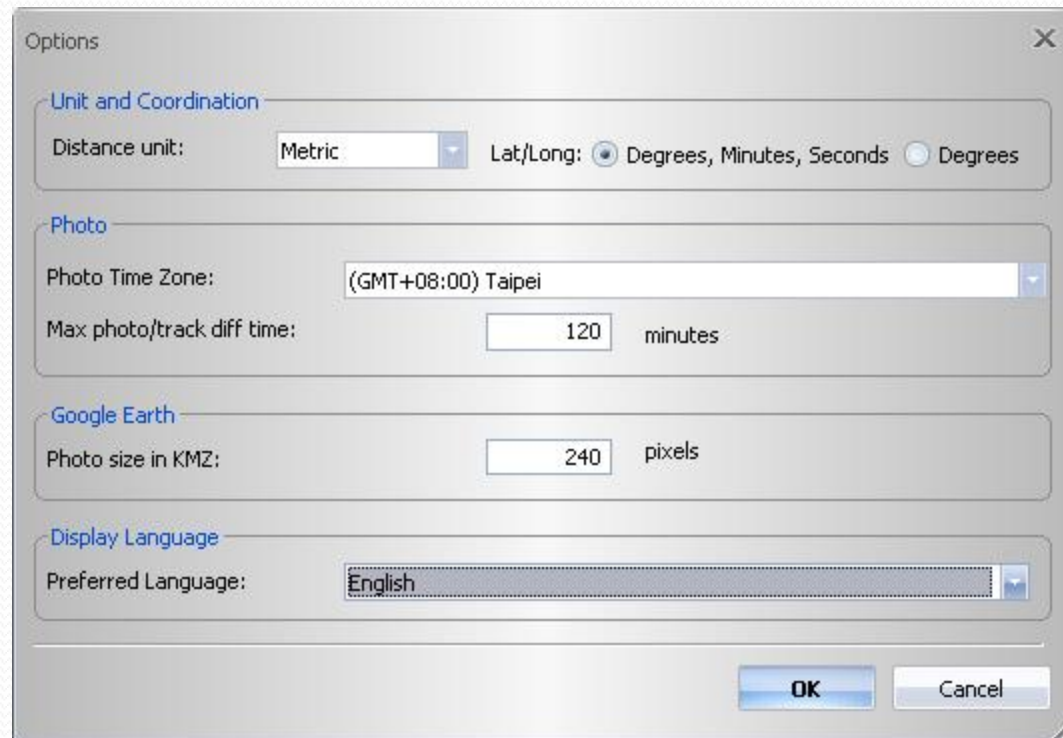 Options
Unit and Coordination
Distance unit: Metric Lat/Long: Degrees, Minutes, Seconds Degrees
Photo
Photo Time Zone: (GMT+08:00) Taipei
Max photo/track diff time: 120 minutes
Google Earth
Photo size in KMZ: 240 pixels
Display Language
Preferred Language: English
OK Cancel